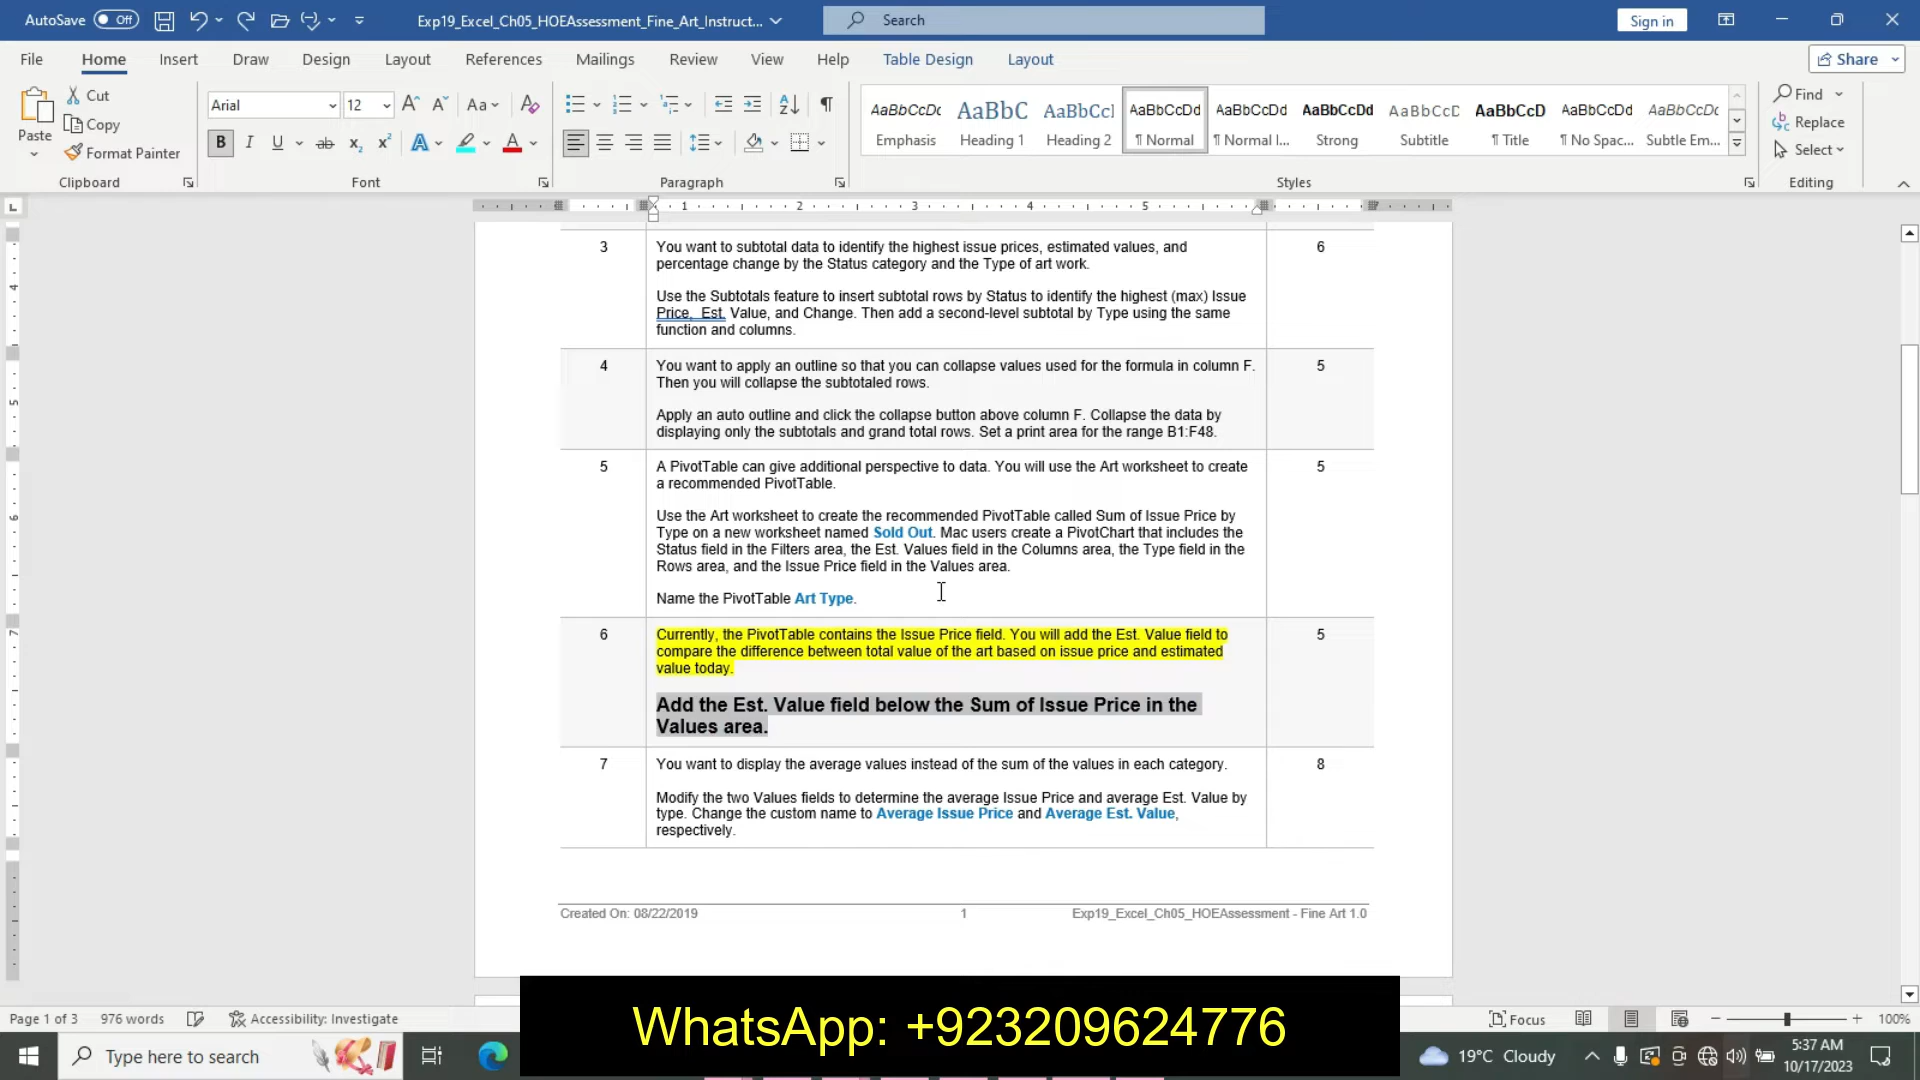 AutoSave Off Exp19_Excel_Ch05_HOEAssessment_Fine_Art_Instruct... Search Sign in
File Home Insert Draw Design Layout References Mailings Review View Help Table Design Layout Share
Paste Cut Copy Format Painter
Clipboard
Arial 12
Font
Paragraph
AaBbCcDc AaBbC AaBbCcI AaBbCcDd AaBbCcDd AaBbCcDd AaBbCcD AaBbCcD AaBbCcDd AaBbCcDc
Emphasis Heading 1 Heading 2 ¶ Normal ¶ Normal I... Strong Subtitle ¶ Title ¶ No Spac... Subtle Em...
Styles
Find
Replace
Select
Editing
1 2 3 4 5
3 You want to subtotal data to identify the highest issue prices, estimated values, and 6
percentage change by the Status category and the Type of art work.
Use the Subtotals feature to insert subtotal rows by Status to identify the highest (max) Issue
Price, Est. Value, and Change. Then add a second-level subtotal by Type using the same
function and columns.
4 You want to apply an outline so that you can collapse values used for the formula in column F. 5
Then you will collapse the subtotaled rows.
Apply an auto outline and click the collapse button above column F. Collapse the data by
displaying only the subtotals and grand total rows. Set a print area for the range B1:F48.
5 A PivotTable can give additional perspective to data. You will use the Art worksheet to create 5
a recommended PivotTable.
Use the Art worksheet to create the recommended PivotTable called Sum of Issue Price by
Type on a new worksheet named Sold Out. Mac users create a PivotChart that includes the
Status field in the Filters area, the Est. Values field in the Columns area, the Type field in the
Rows area, and the Issue Price field in the Values area.
Name the PivotTable Art Type.
6 Currently, the PivotTable contains the Issue Price field. You will add the Est. Value field to 5
compare the difference between total value of the art based on issue price and estimated
value today.
Add the Est. Value field below the Sum of Issue Price in the
Values area.
7 You want to display the average values instead of the sum of the values in each category. 8
Modify the two Values fields to determine the average Issue Price and average Est. Value by
type. Change the custom name to Average Issue Price and Average Est. Value,
respectively.
Created On: 08/22/2019 1 Exp19_Excel_Ch05_HOEAssessment - Fine Art 1.0
WhatsApp: +923209624776
Page 1 of 3 976 words Accessibility: Investigate Focus 100%
Type here to search 19°C Cloudy 5:37 AM
10/17/2023